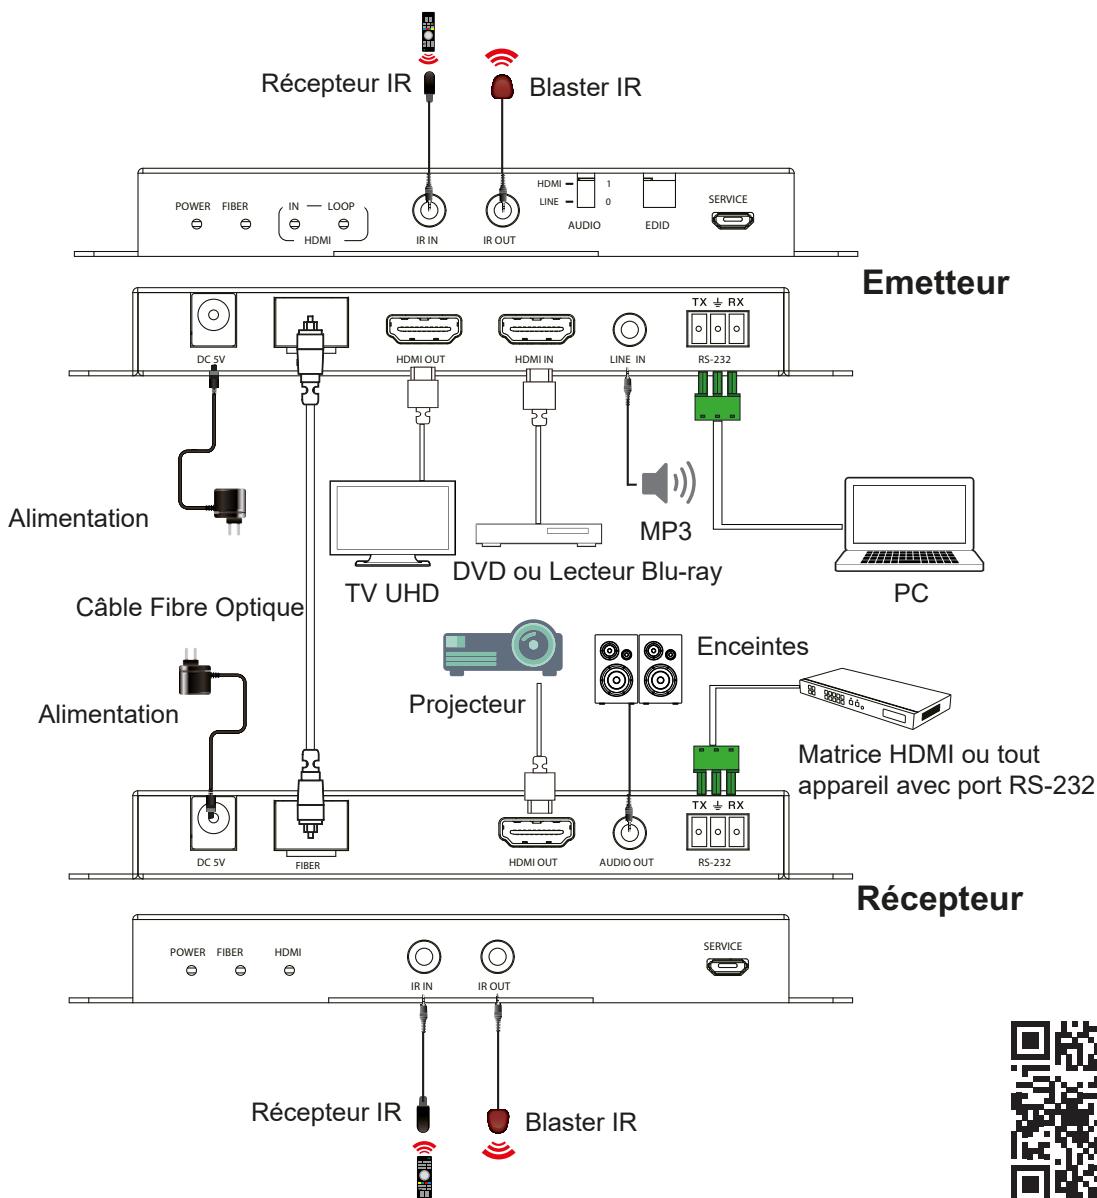 Récepteur IR
Blaster IR
HDMI
1
LINE
0
POWER
FIBER
IN
LOOP
HDMI
IR IN
IR OUT
AUDIO
EDID
SERVICE
Emetteur
TX
RX
DC 5V
HDMI OUT
HDMI IN
LINE IN
RS-232
Alimentation
MP3
TV UHD
DVD ou Lecteur Blu-ray
PC
Câble Fibre Optique
Enceintes
Projecteur
Alimentation
Matrice HDMI ou tout
appareil avec port RS-232
TX
RX
DC 5V
FIBER
HDMI OUT
AUDIO OUT
RS-232
Récepteur
POWER
FIBER
HDMI
IR IN
IR OUT
SERVICE
Récepteur IR
Blaster IR